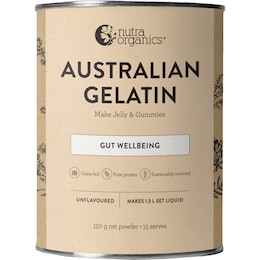 nutra
organics
AUSTRALIAN
GELATIN
Make Jelly & Gummies
GUT WELLBEING
Grass fed Pure protein Sustainably sourced
UNFLAVOURED MAKES 1.5 L SET LIQUID
150 g net powder • 15 serves